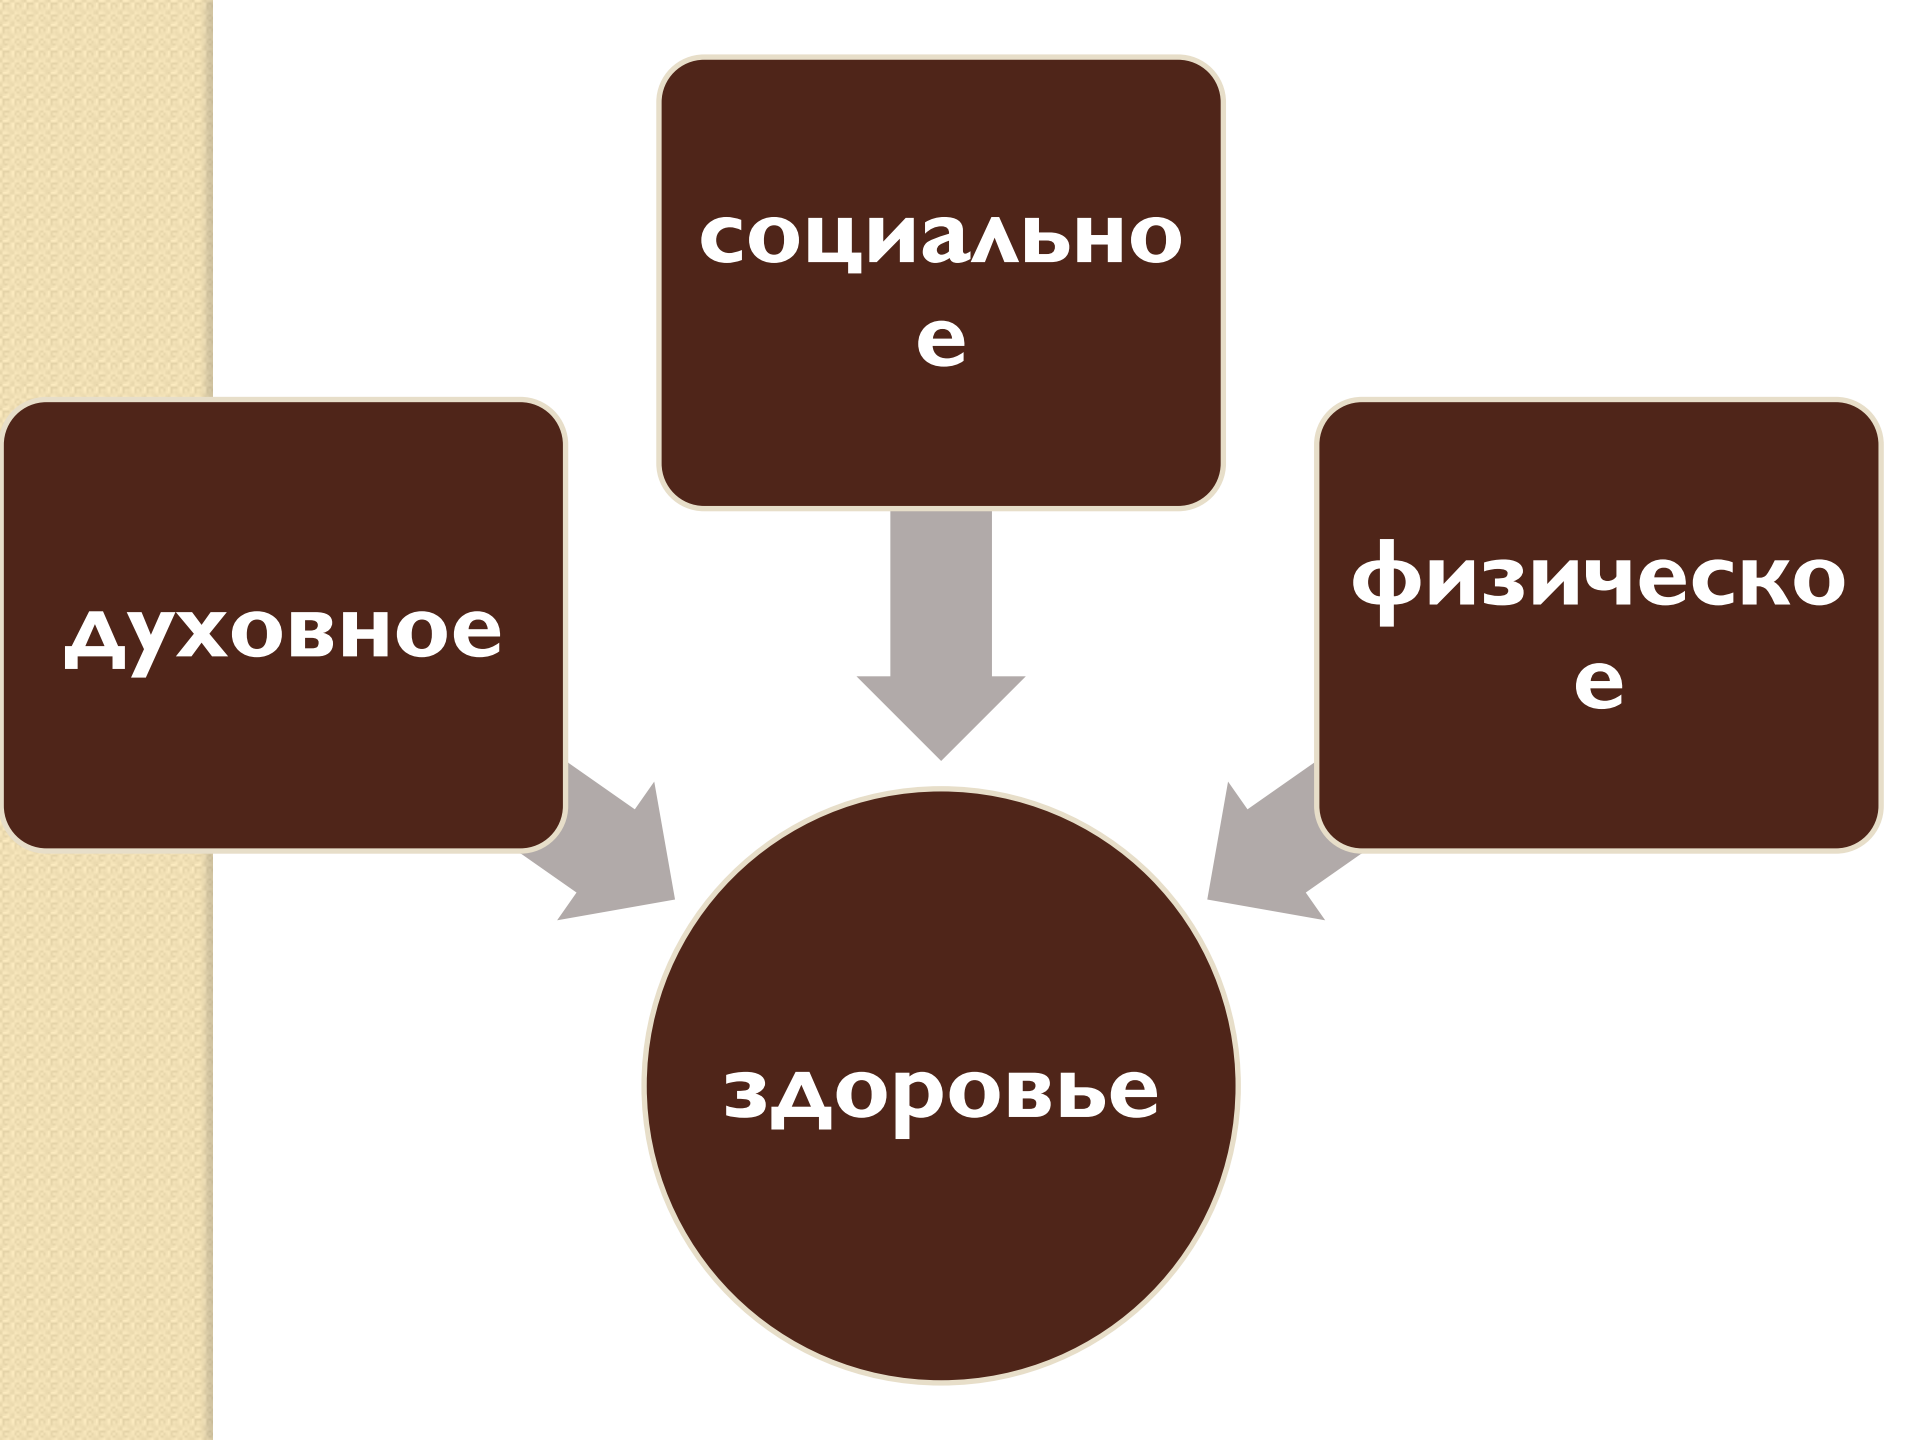 социально
е
духовное
физическо
е
здоровье